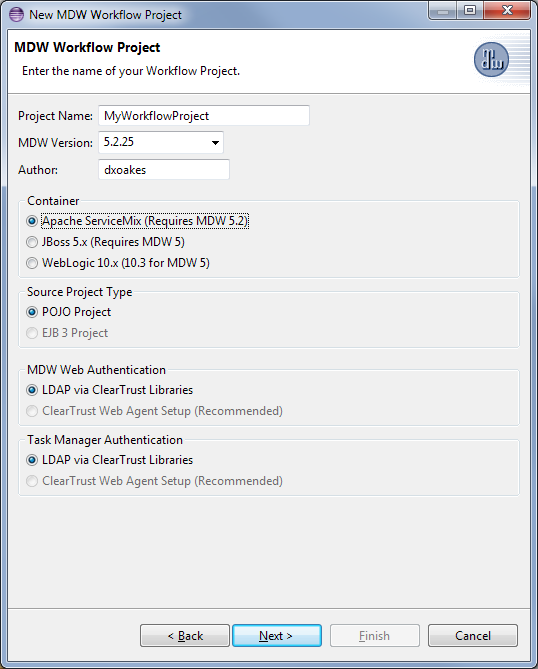 New MDW Workflow Project
MDW Workflow Project
Enter the name of your Workflow Project.
mdw
Project Name: MyWorkflowProject
MDW Version: 5.2.25
Author: dxoakes
Container
Apache ServiceMix (Requires MDW 5.2)
JBoss 5.x (Requires MDW 5)
WebLogic 10.x (10.3 for MDW 5)
Source Project Type
POJO Project
EJB 3 Project
MDW Web Authentication
LDAP via ClearTrust Libraries
ClearTrust Web Agent Setup (Recommended)
Task Manager Authentication
LDAP via ClearTrust Libraries
ClearTrust Web Agent Setup (Recommended)
< Back Next > Finish Cancel